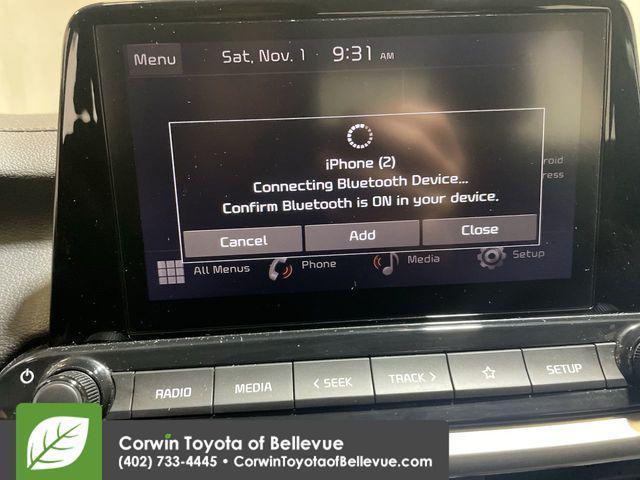 Menu
Sat, Nov. 1
9:31 AM
iPhone (2)
Connecting Bluetooth Device...
Confirm Bluetooth is ON in your device.
Cancel
Add
Close
All Menus
Phone
Media
Setup
RADIO
MEDIA
< SEEK
TRACK >
SETUP
Corwin Toyota of Bellevue
(402) 733-4445 • CorwinToyotaofBellevue.com